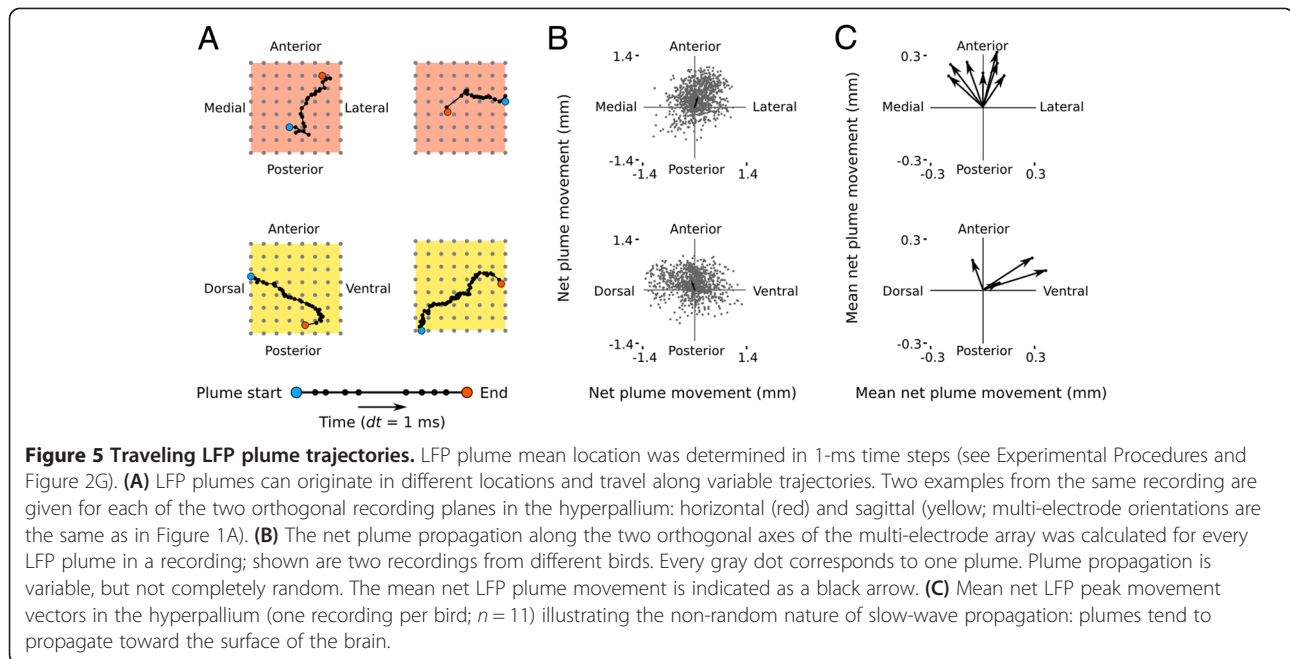 A
B
C
Anterior
Medial
Lateral
Posterior
Anterior
Dorsal
Ventral
Posterior
Plume start
End
Time (dt = 1 ms)
Net plume movement (mm)
1.4
Anterior
Medial
Lateral
-1.4
Posterior
-1.4
1.4
1.4
Anterior
Dorsal
Ventral
-1.4
Posterior
-1.4
1.4
Net plume movement (mm)
Mean net plume movement (mm)
0.3
Anterior
Medial
Lateral
-0.3
Posterior
-0.3
0.3
0.3
Anterior
Dorsal
Ventral
-0.3
Posterior
-0.3
0.3
Mean net plume movement (mm)
Figure 5 Traveling LFP plume trajectories. LFP plume mean location was determined in 1-ms time steps (see Experimental Procedures and
Figure 2G). (A) LFP plumes can originate in different locations and travel along variable trajectories. Two examples from the same recording are
given for each of the two orthogonal recording planes in the hyperpallium: horizontal (red) and sagittal (yellow; multi-electrode orientations are
the same as in Figure 1A). (B) The net plume propagation along the two orthogonal axes of the multi-electrode array was calculated for every
LFP plume in a recording; shown are two recordings from different birds. Every gray dot corresponds to one plume. Plume propagation is
variable, but not completely random. The mean net LFP plume movement is indicated as a black arrow. (C) Mean net LFP peak movement
vectors in the hyperpallium (one recording per bird; n = 11) illustrating the non-random nature of slow-wave propagation: plumes tend to
propagate toward the surface of the brain.